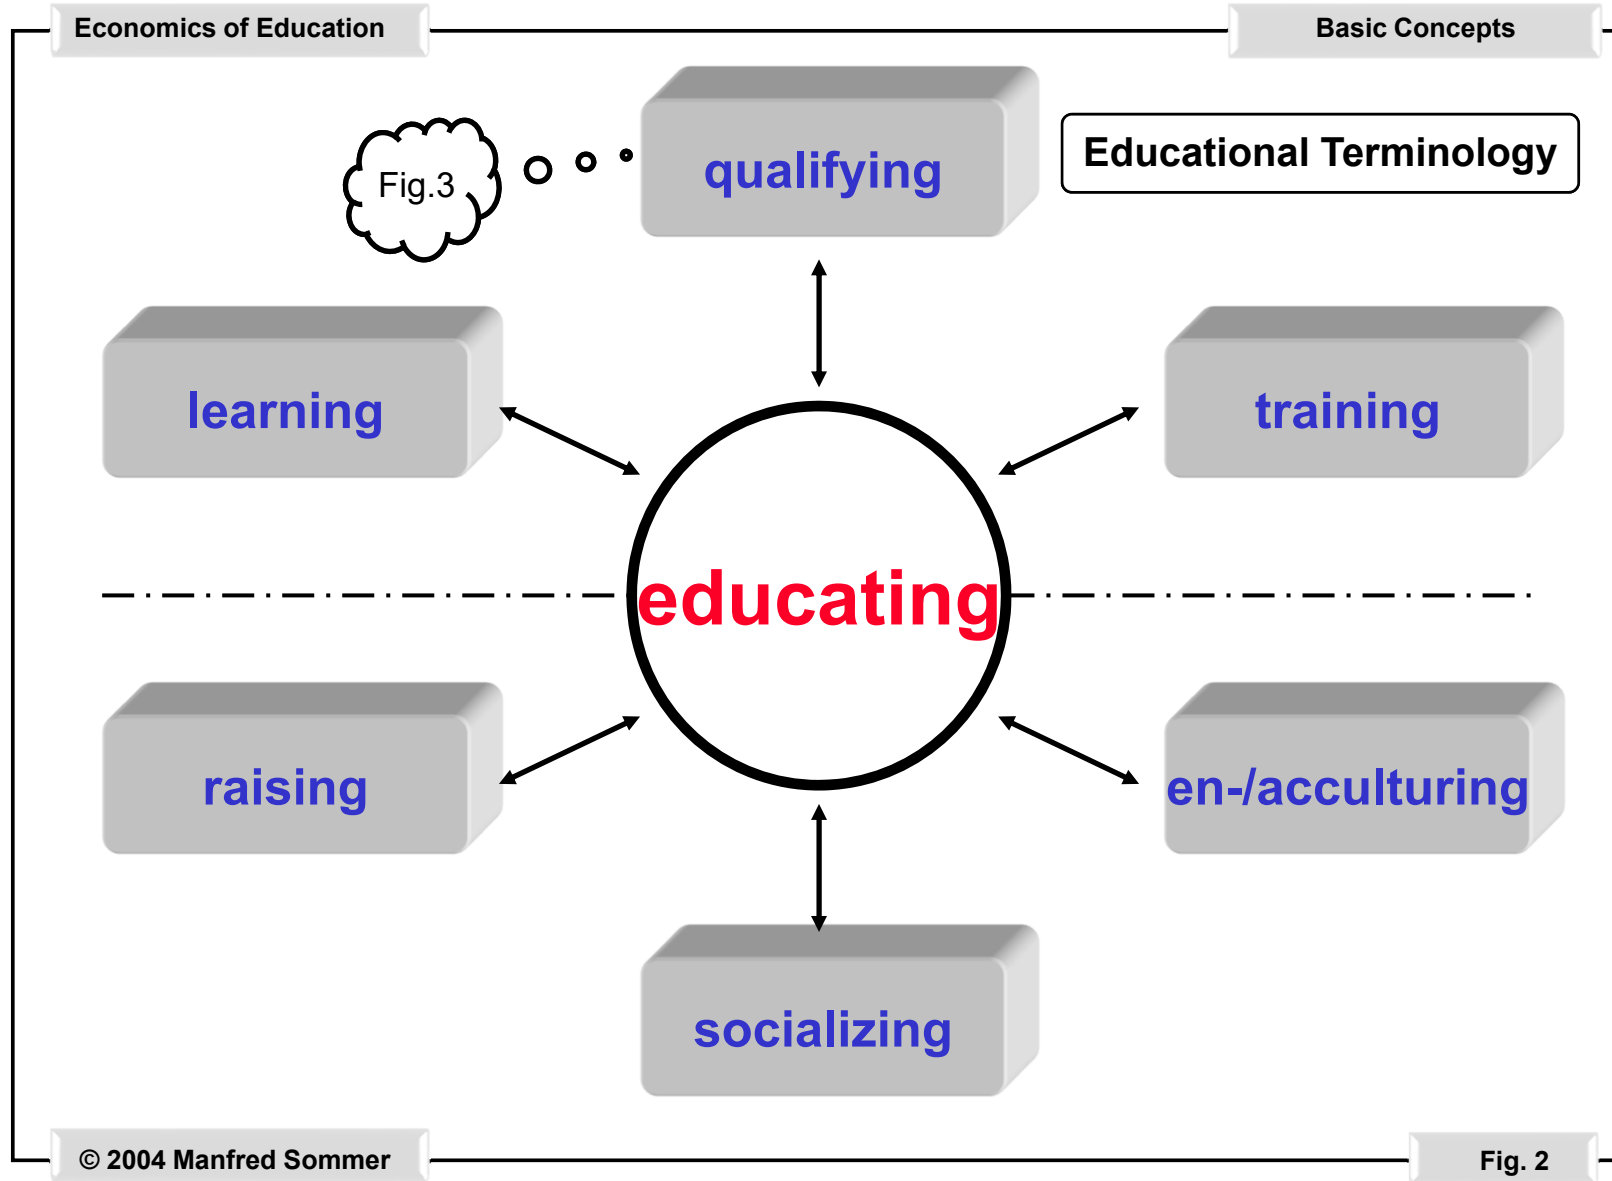 Economics of Education
Basic Concepts
qualifying
Educational Terminology
Fig.3
learning
training
educating
raising
en-/acculturing
socializing
© 2004 Manfred Sommer
Fig. 2